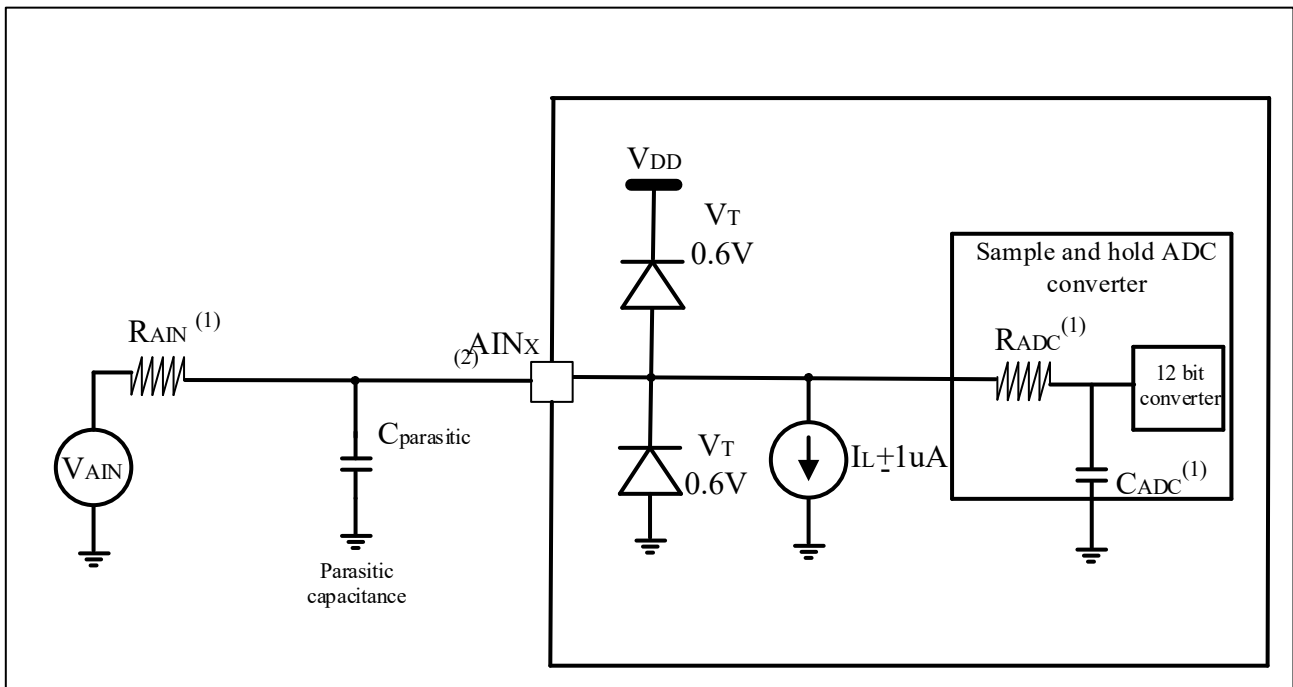 VDD
VT
0.6V
Sample and hold ADC
converter
RAIN (1)
(2)AINX
RADC(1)
12 bit
converter
Cparasitic
VT
0.6V
VAIN
IL±1uA
CADC(1)
Parasitic
capacitance